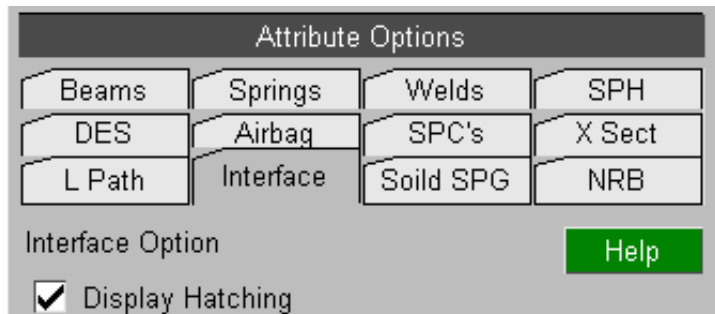 Attribute Options
Beams Springs Welds SPH
DES Airbag SPC's X Sect
L Path Interface Soild SPG NRB
Interface Option Help
Display Hatching